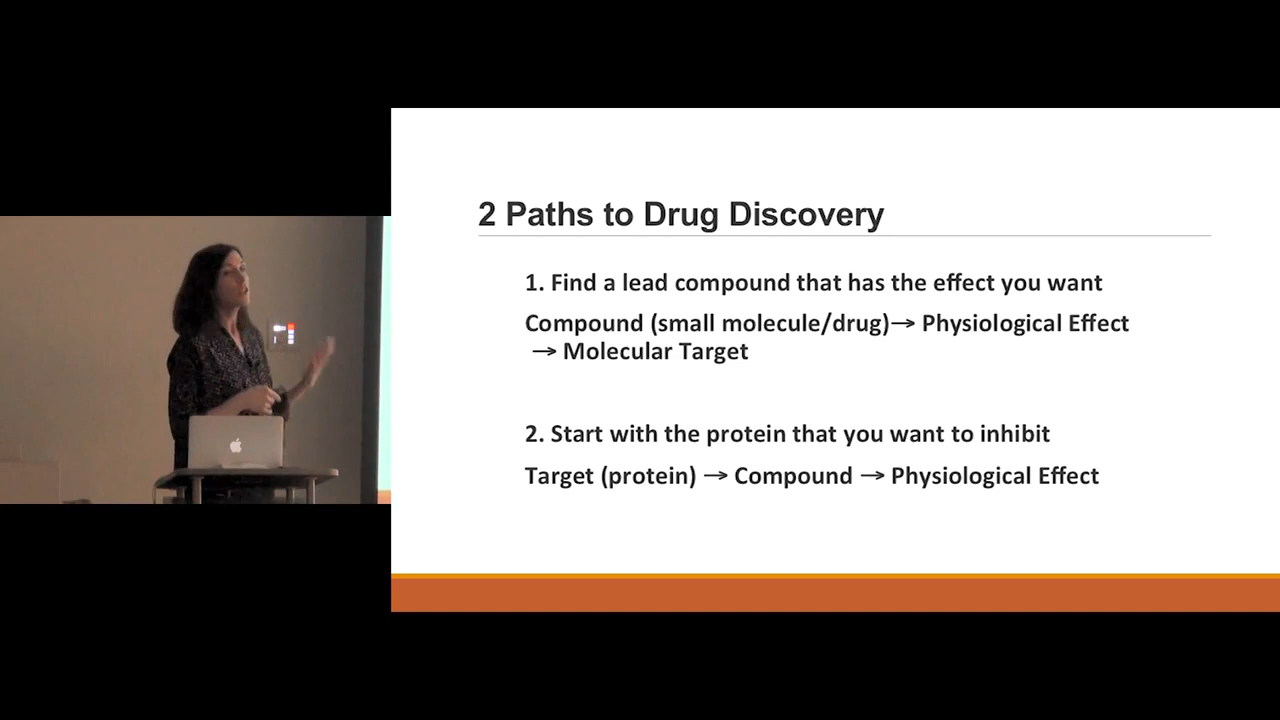 2 Paths to Drug Discovery
1. Find a lead compound that has the effect you want
Compound (small molecule/drug)→ Physiological Effect
→ Molecular Target
2. Start with the protein that you want to inhibit
Target (protein) → Compound → Physiological Effect